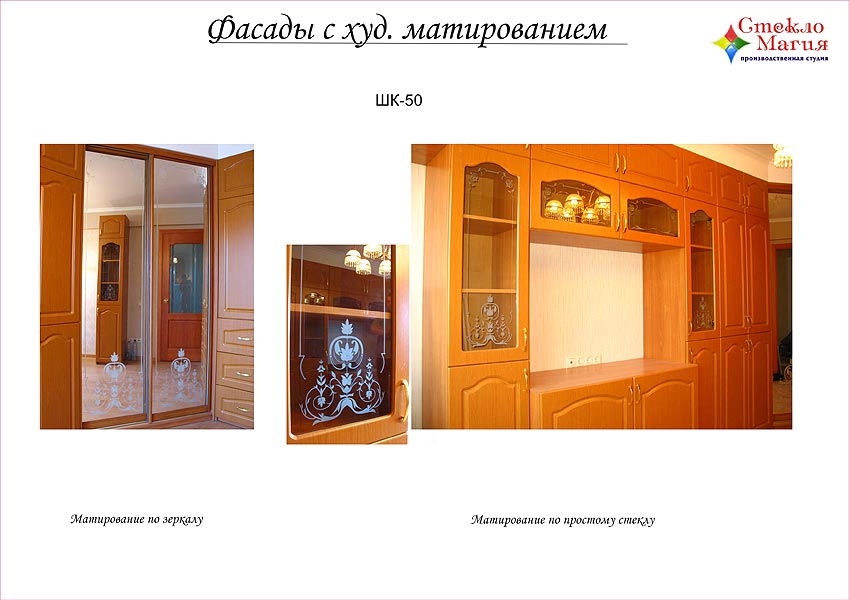 Фасады с худ. матированием
Стекло
Магия
производственная студия
ШК-50
Матирование по зеркалу
Матирование по простому стеклу